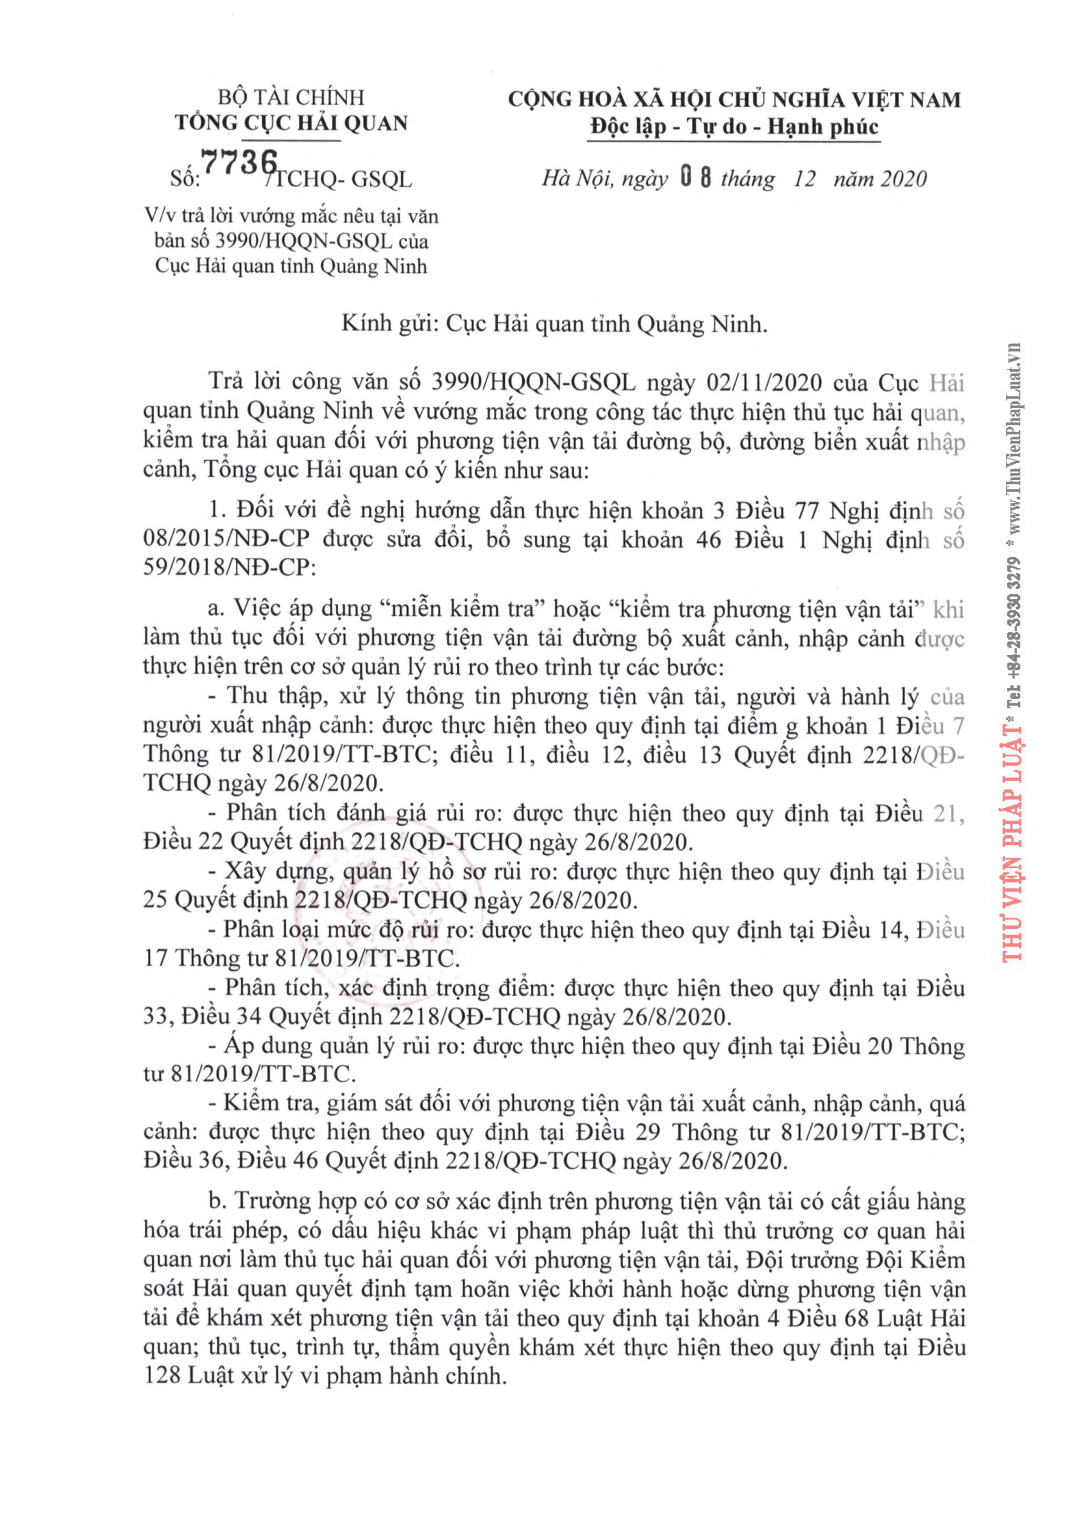 BỘ TÀI CHÍNH
TỔNG CỤC HẢI QUAN
Số: 7736/TCHQ- GSQL
V/v trả lời vướng mắc nêu tại văn
bản số 3990/HQQN-GSQL của
Cục Hải quan tỉnh Quảng Ninh
CỘNG HOÀ XÃ HỘI CHỦ NGHĨA VIỆT NAM
Độc lập - Tự do - Hạnh phúc
Hà Nội, ngày 08 tháng 12 năm 2020
Kính gửi: Cục Hải quan tỉnh Quảng Ninh.
Trả lời công văn số 3990/HQQN-GSQL ngày 02/11/2020 của Cục Hải
quan tỉnh Quảng Ninh về vướng mắc trong công tác thực hiện thủ tục hải quan,
kiểm tra hải quan đối với phương tiện vận tải đường bộ, đường biển xuất nhập
cảnh, Tổng cục Hải quan có ý kiến như sau:
1. Đối với đề nghị hướng dẫn thực hiện khoản 3 Điều 77 Nghị định số
08/2015/NĐ-CP được sửa đổi, bổ sung tại khoản 46 Điều 1 Nghị định số
59/2018/NĐ-CP:
a. Việc áp dụng “miễn kiểm tra” hoặc “kiểm tra phương tiện vận tải” khi
làm thủ tục đối với phương tiện vận tải đường bộ xuất cảnh, nhập cảnh được
thực hiện trên cơ sở quản lý rủi ro theo trình tự các bước:
- Thu thập, xử lý thông tin phương tiện vận tải, người và hành lý của
người xuất nhập cảnh: được thực hiện theo quy định tại điểm g khoản 1 Điều 7
Thông tư 81/2019/TT-BTC; điều 11, điều 12, điều 13 Quyết định 2218/QĐ-
TCHQ ngày 26/8/2020.
- Phân tích đánh giá rủi ro: được thực hiện theo quy định tại Điều 21,
Điều 22 Quyết định 2218/QĐ-TCHQ ngày 26/8/2020.
- Xây dựng, quản lý hồ sơ rủi ro: được thực hiện theo quy định tại Điều
25 Quyết định 2218/QĐ-TCHQ ngày 26/8/2020.
- Phân loại mức độ rủi ro: được thực hiện theo quy định tại Điều 14, Điều
17 Thông tư 81/2019/TT-BTC.
- Phân tích, xác định trọng điểm: được thực hiện theo quy định tại Điều
33, Điều 34 Quyết định 2218/QĐ-TCHQ ngày 26/8/2020.
- Áp dung quản lý rủi ro: được thực hiện theo quy định tại Điều 20 Thông
tư 81/2019/TT-BTC.
- Kiểm tra, giám sát đối với phương tiện vận tải xuất cảnh, nhập cảnh, quá
cảnh: được thực hiện theo quy định tại Điều 29 Thông tư 81/2019/TT-BTC;
Điều 36, Điều 46 Quyết định 2218/QĐ-TCHQ ngày 26/8/2020.
b. Trường hợp có cơ sở xác định trên phương tiện vận tải có cất giấu hàng
hóa trái phép, có dấu hiệu khác vi phạm pháp luật thì thủ trưởng cơ quan hải
quan nơi làm thủ tục hải quan đối với phương tiện vận tải, Đội trưởng Đội Kiểm
soát Hải quan quyết định tạm hoãn việc khởi hành hoặc dừng phương tiện vận
tải để khám xét phương tiện vận tải theo quy định tại khoản 4 Điều 68 Luật Hải
quan; thủ tục, trình tự, thẩm quyền khám xét thực hiện theo quy định tại Điều
128 Luật xử lý vi phạm hành chính.
THƯ VIỆN PHÁP LUẬT * Tel: +84-28-3930 3279 * www.ThuVienPhapLuat.vn